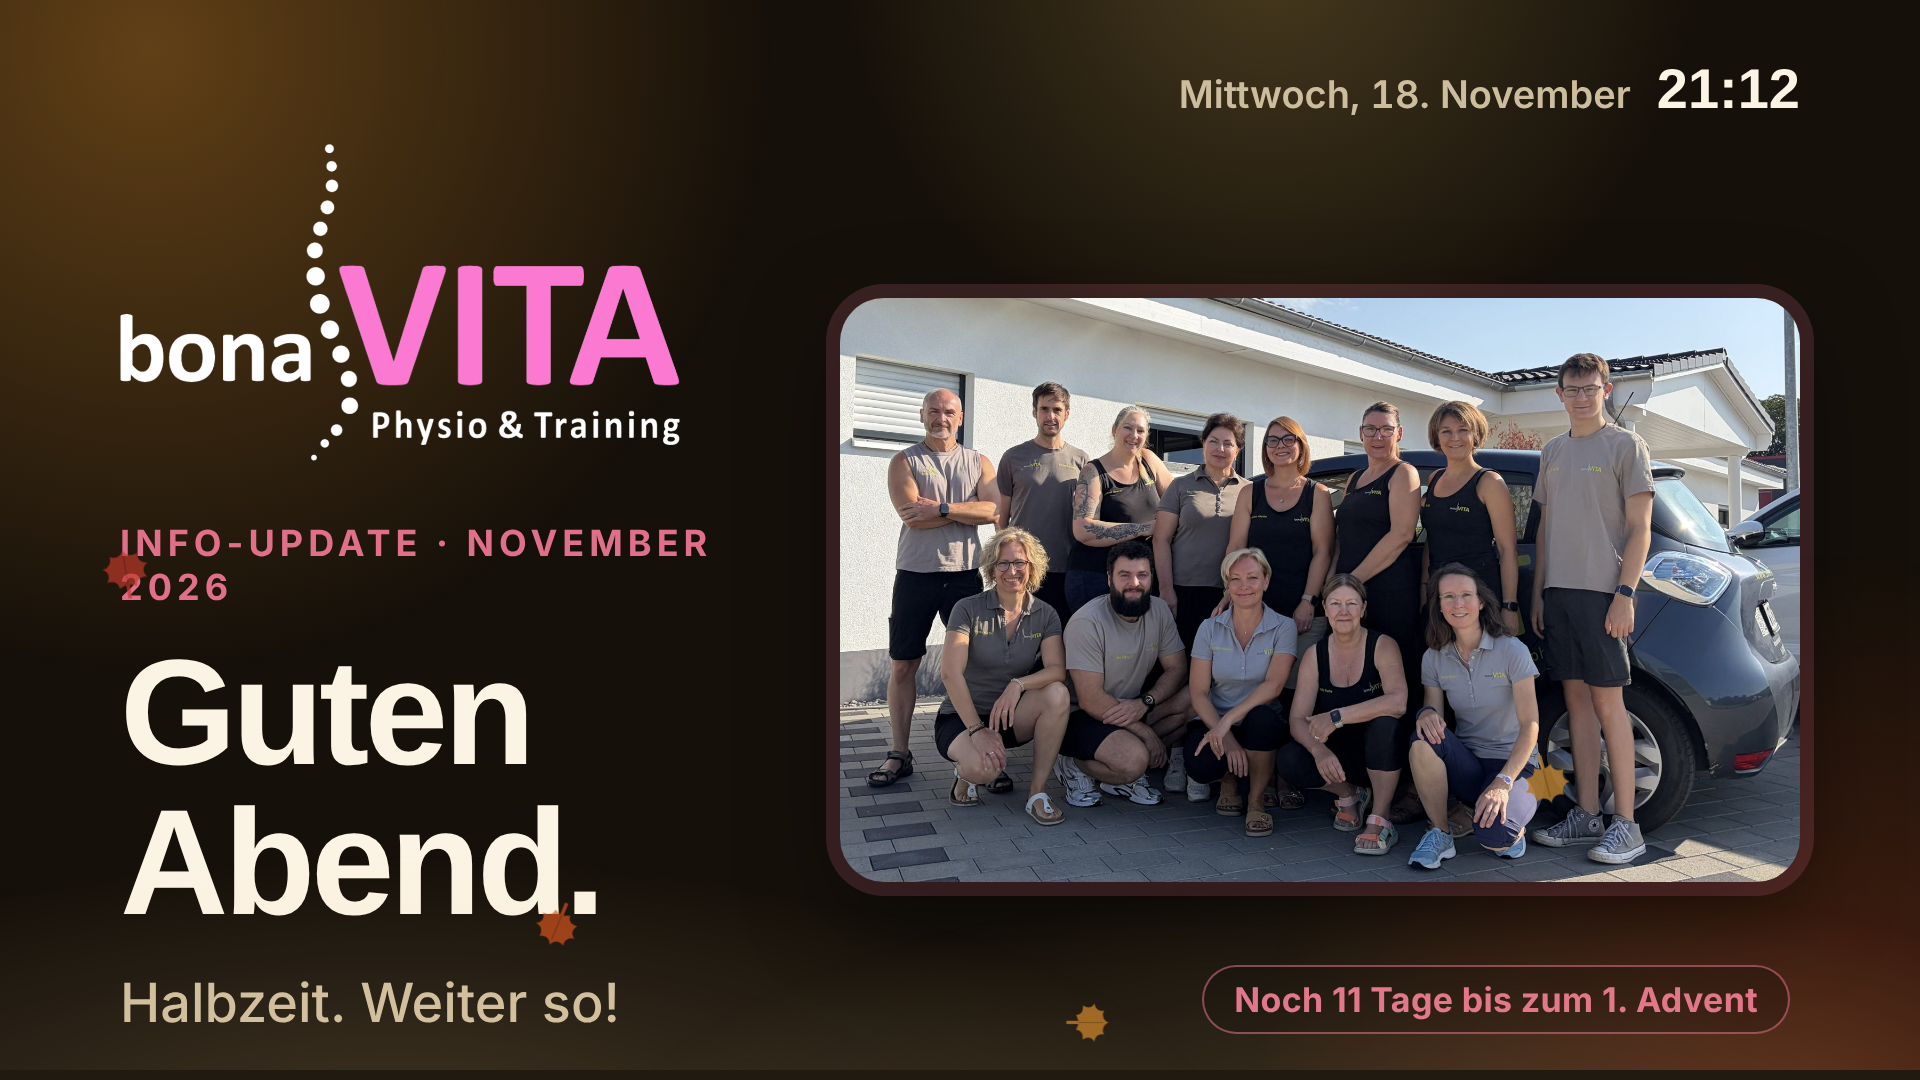 Mittwoch, 18. November 21:12
bona VITA
Physio & Training
INFO-UPDATE · NOVEMBER
2026
Guten
Abend.
Halbzeit. Weiter so!
Noch 11 Tage bis zum 1. Advent